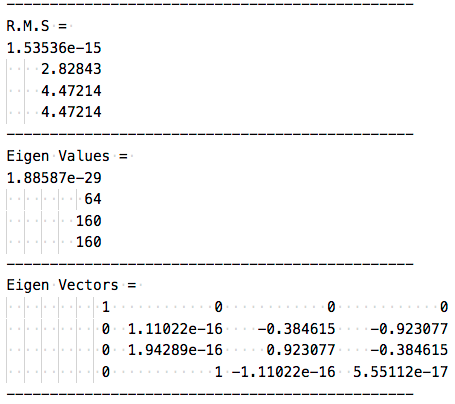 ------------------------------------------------
R.M.S =
1.53536e-15
2.82843
4.47214
4.47214
------------------------------------------------
Eigen Values =
1.88587e-29
64
160
160
------------------------------------------------
Eigen Vectors =
1 0 0 0
0 1.11022e-16 -0.384615 -0.923077
0 1.94289e-16 0.923077 -0.384615
0 1 -1.11022e-16 5.55112e-17
------------------------------------------------